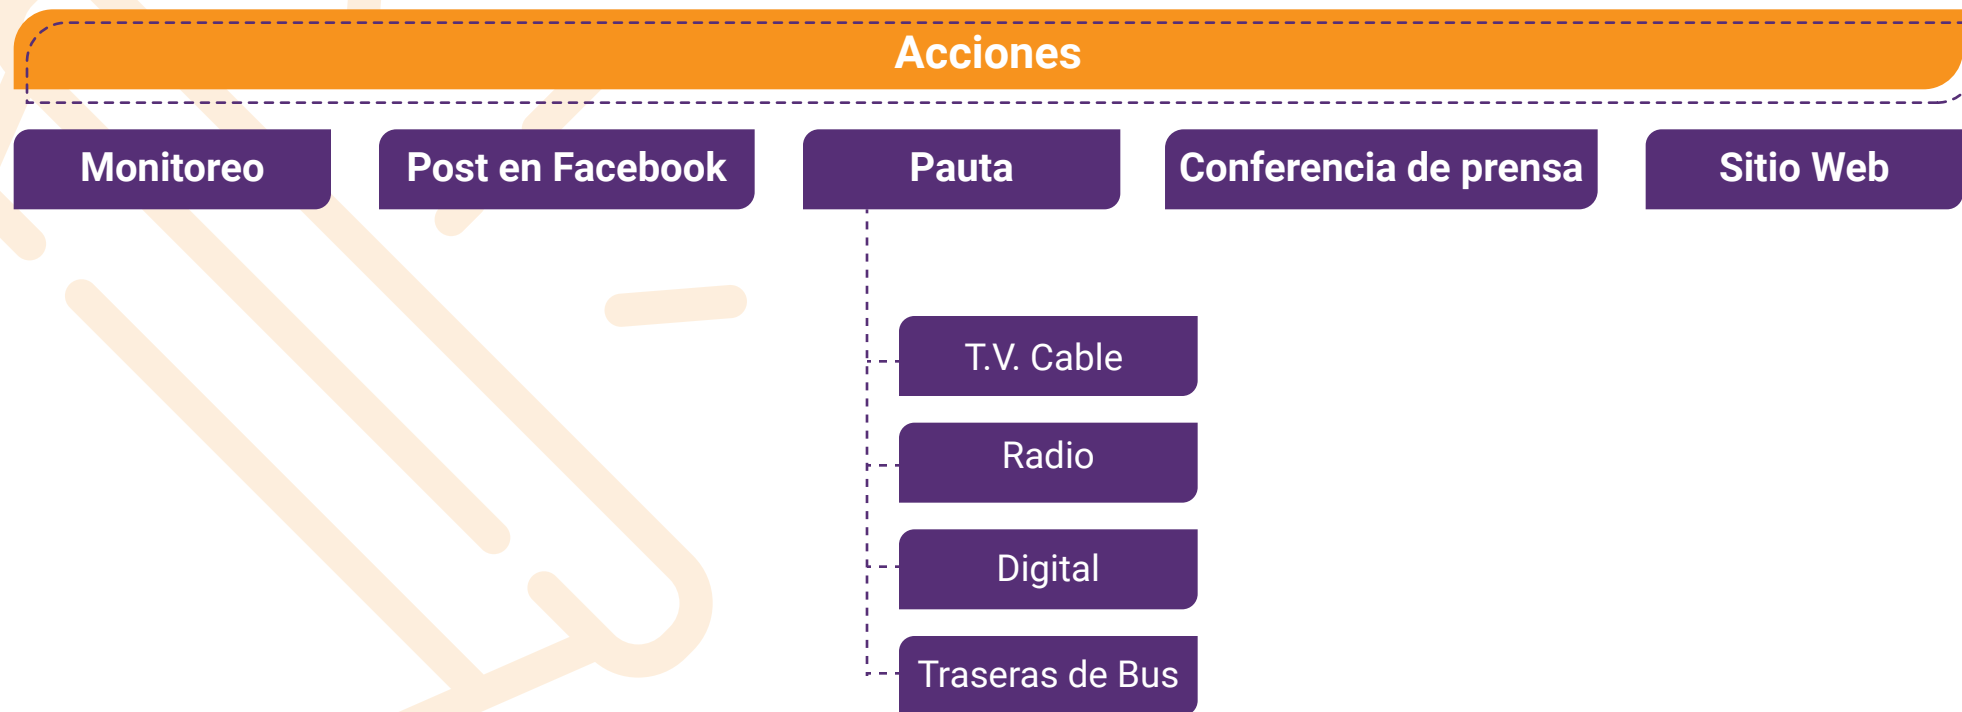 Acciones
Monitoreo
Post en Facebook
Pauta
Conferencia de prensa
Sitio Web
T.V. Cable
Radio
Digital
Traseras de Bus